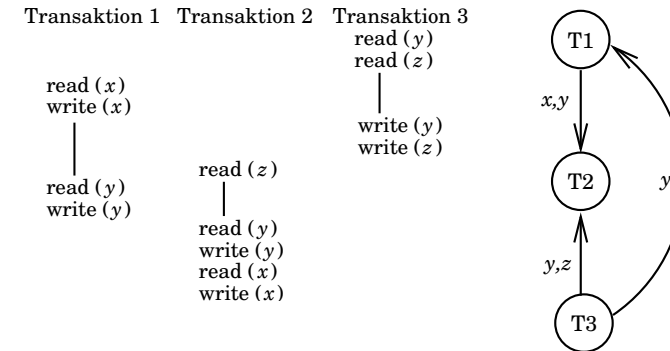 Transaktion 1 Transaktion 2 Transaktion 3
read (y)
read (z)
read (x)
write (x)
write (y)
write (z)
read (z)
read (y)
write (y)
read (y)
write (y)
read (x)
write (x)
T1
x,y
T2
y
y,z
T3